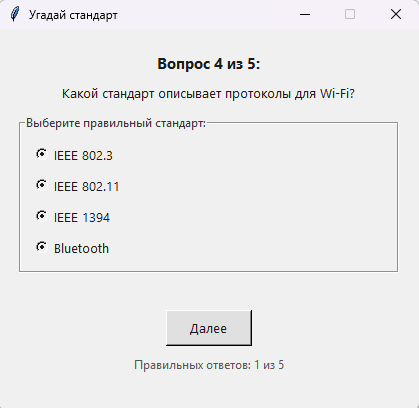 Угадай стандарт
Вопрос 4 из 5:
Какой стандарт описывает протоколы для Wi-Fi?
Выберите правильный стандарт:
IEEE 802.3
IEEE 802.11
IEEE 1394
Bluetooth
Далее
Правильных ответов: 1 из 5